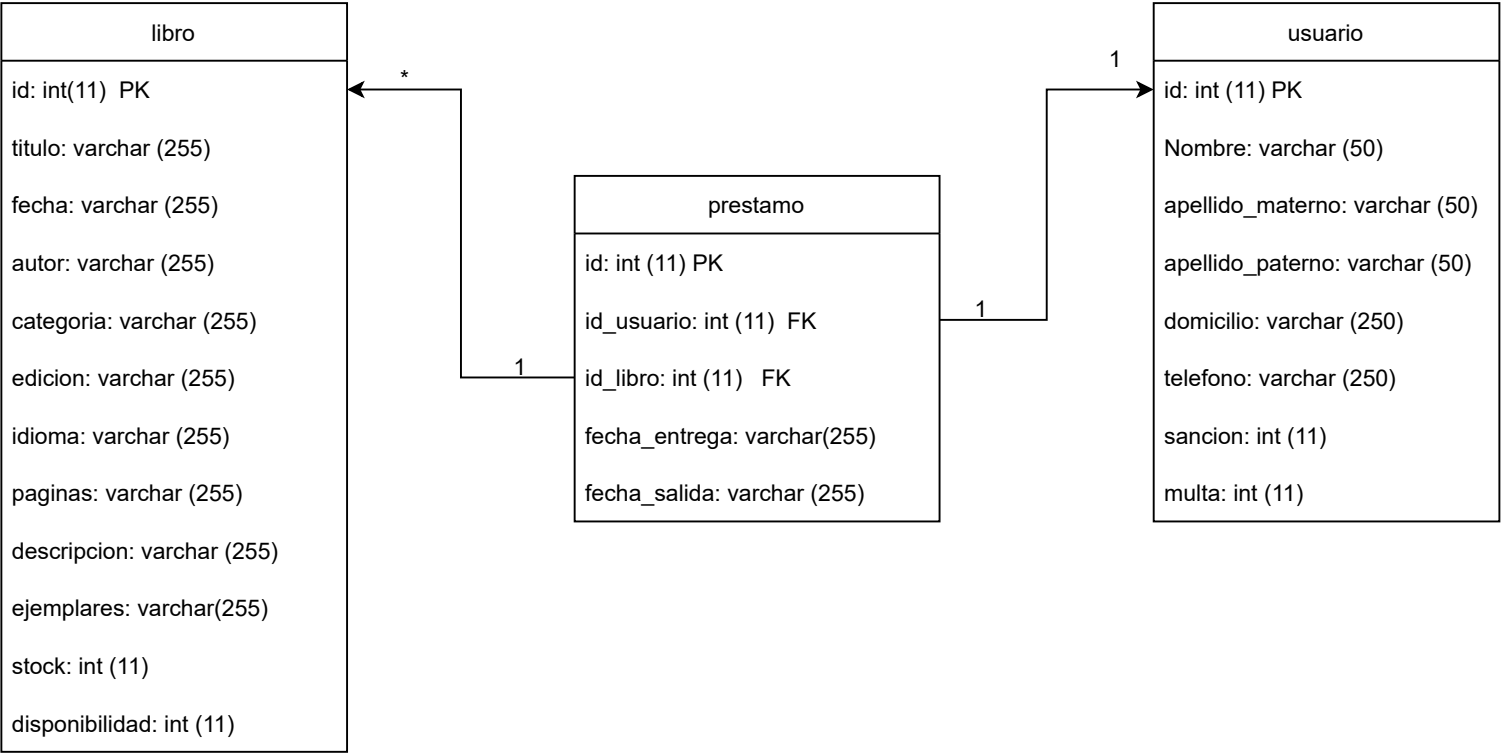 libro
id: int(11) PK
titulo: varchar (255)
fecha: varchar (255)
autor: varchar (255)
categoria: varchar (255)
edicion: varchar (255)
idioma: varchar (255)
paginas: varchar (255)
descripcion: varchar (255)
ejemplares: varchar(255)
stock: int (11)
disponibilidad: int (11)
*
1
prestamo
id: int (11) PK
id_usuario: int (11) FK
id_libro: int (11) FK
fecha_entrega: varchar(255)
fecha_salida: varchar (255)
1
1
usuario
id: int (11) PK
Nombre: varchar (50)
apellido_materno: varchar (50)
apellido_paterno: varchar (50)
domicilio: varchar (250)
telefono: varchar (250)
sancion: int (11)
multa: int (11)